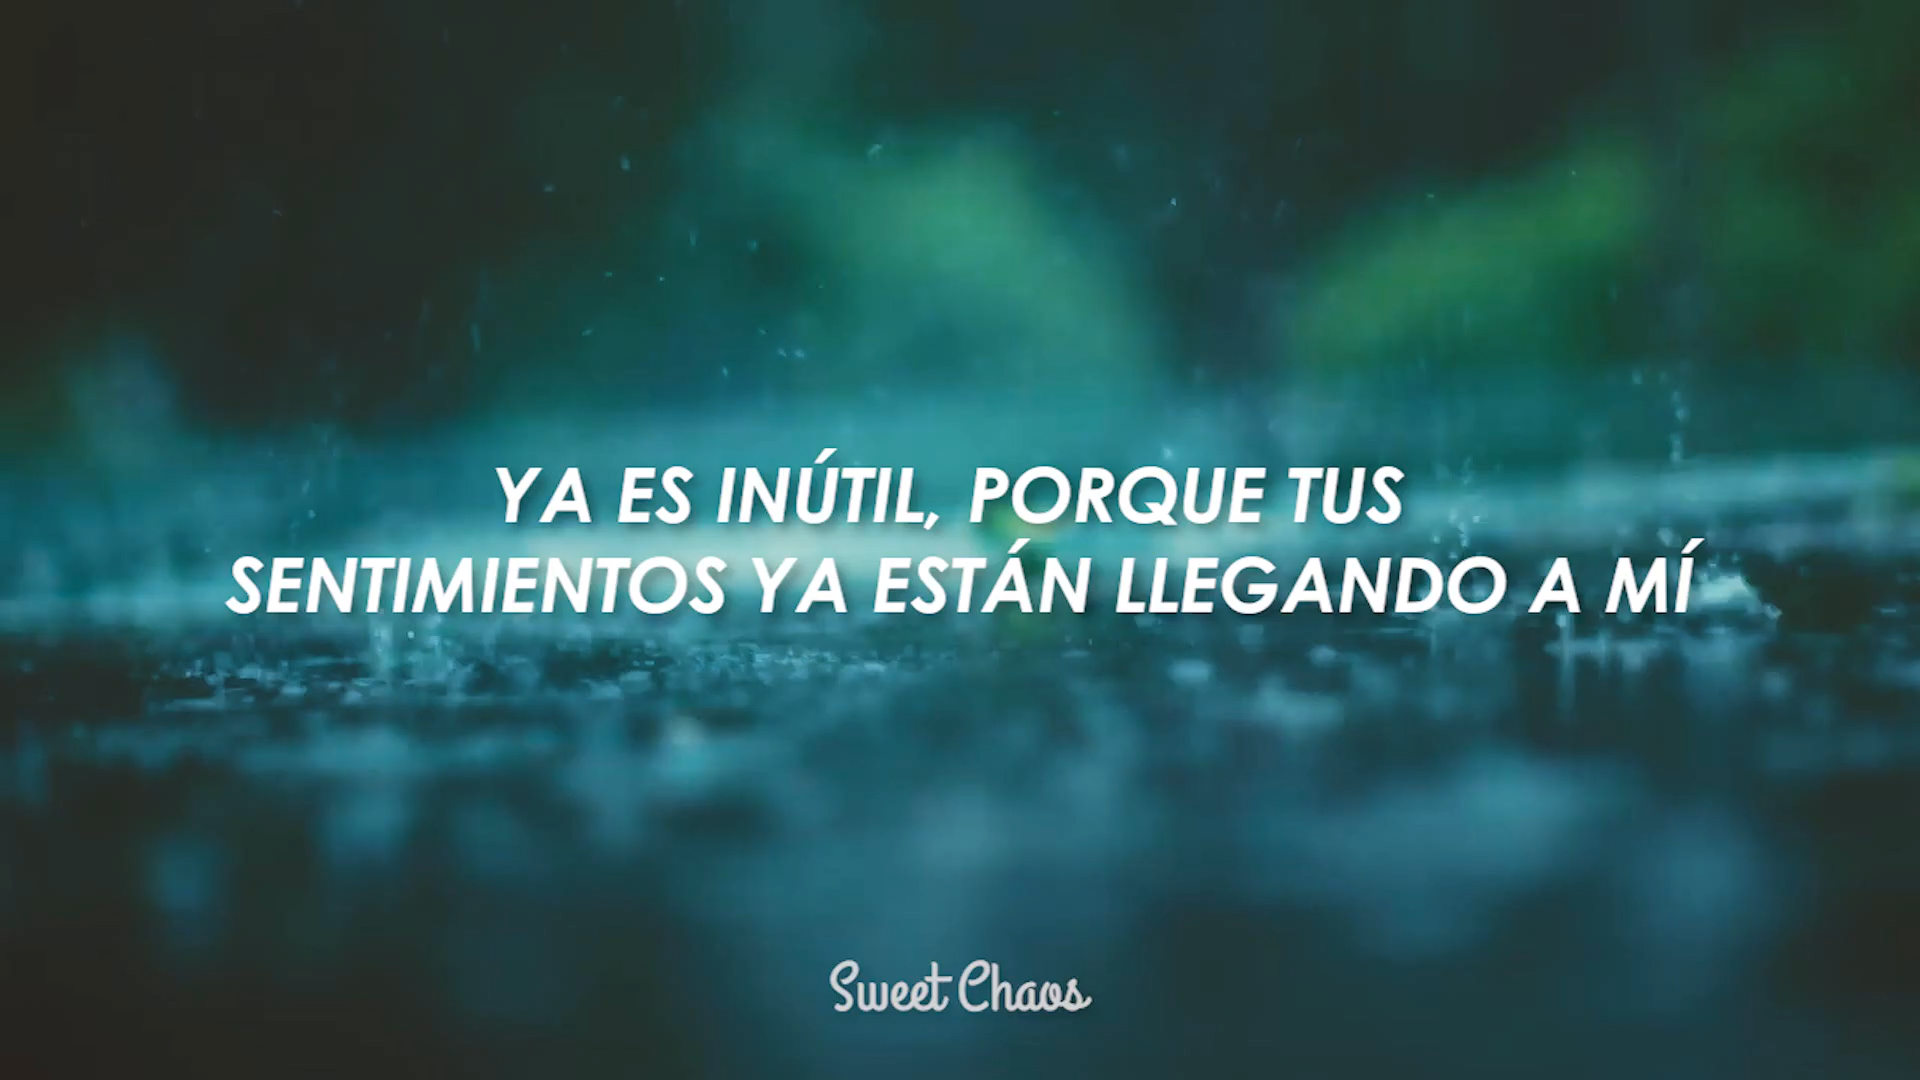 YA ES INÚTIL, PORQUE TUS
SENTIMIENTOS YA ESTÁN LLEGANDO A MÍ
Sweet Chaos